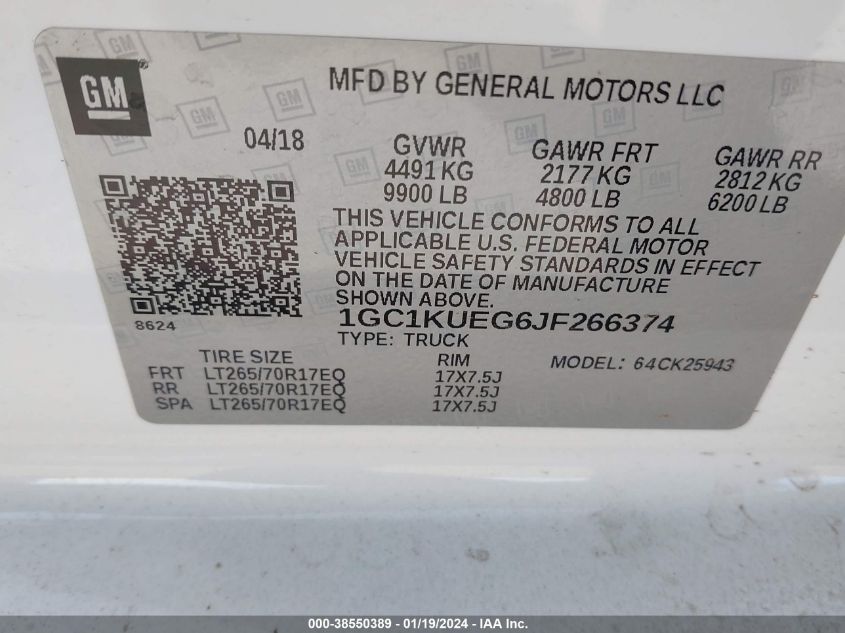 GM
MFD BY GENERAL MOTORS LLC
04/18
GVWR GAWR FRT GAWR RR
4491 KG 2177 KG 2812 KG
9900 LB 4800 LB 6200 LB
THIS VEHICLE CONFORMS TO ALL
APPLICABLE U.S. FEDERAL MOTOR
VEHICLE SAFETY STANDARDS IN EFFECT
ON THE DATE OF MANUFACTURE
SHOWN ABOVE.
8624
1GC1KUEG6JF266374
TYPE: TRUCK
TIRE SIZE RIM MODEL: 64CK25943
FRT LT265/70R17EQ 17X7.5J
RR LT265/70R17EQ 17X7.5J
SPA LT265/70R17EQ 17X7.5J
000-38550389 - 01/19/2024 - IAA Inc.